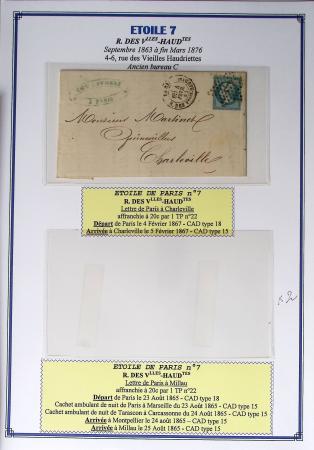 ETOILE 7
R. DES VLLES-HAUDTES
Septembre 1863 à fin Mars 1876
4-6, rue des Vieilles Haudriettes
Ancien bureau C
A PARIS
Monsieur Martinet
Charleville
ETOILE DE PARIS n°7
R. DES VLLES-HAUDTES
Lettre de Paris à Charleville
affranchie à 20c par 1 TP n°22
Départ de Paris le 4 Février 1867 - CAD type 18
Arrivée à Charleville le 5 Février 1867 - CAD type 15
ETOILE DE PARIS n°7
R. DES VLLES-HAUDTES
Lettre de Paris à Millau
affranchie à 20c par 1 TP n°22
Départ de Paris le 23 Août 1865 - CAD type 18
Cachet ambulant de nuit de Paris à Marseille du 23 Août 1865 - CAD type 15
Cachet ambulant de nuit de Tarascon à Carcassonne du 24 Août 1865 - CAD type 15
Arrivée à Montpellier le 24 Août 1865 - CAD type 15
Arrivée à Millau le 25 Août 1865 - CAD type 15